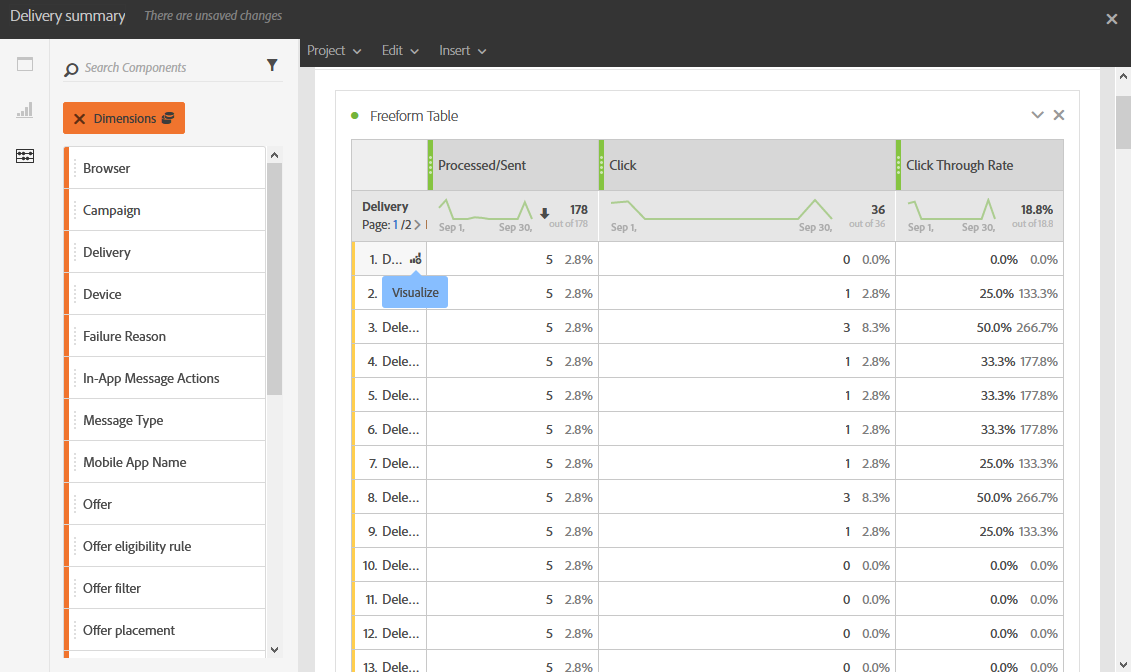 Delivery summary There are unsaved changes
Project Edit Insert
Search Components
Dimensions
Browser
Campaign
Delivery
Device
Failure Reason
In-App Message Actions
Message Type
Mobile App Name
Offer
Offer eligibility rule
Offer filter
Offer placement
Freeform Table
Processed/Sent Click Click Through Rate
Delivery 178 36 18.8%
Page: 1 /2 > out of 178 out of 36 out of 18.8
Sep 1, Sep 30, Sep 1, Sep 30, Sep 1, Sep 30,
1. D... 5 2.8% 0 0.0% 0.0% 0.0%
Visualize
2. 5 2.8% 1 2.8% 25.0% 133.3%
3. Dele... 5 2.8% 3 8.3% 50.0% 266.7%
4. Dele... 5 2.8% 1 2.8% 33.3% 177.8%
5. Dele... 5 2.8% 1 2.8% 33.3% 177.8%
6. Dele... 5 2.8% 1 2.8% 33.3% 177.8%
7. Dele... 5 2.8% 1 2.8% 25.0% 133.3%
8. Dele... 5 2.8% 3 8.3% 50.0% 266.7%
9. Dele... 5 2.8% 1 2.8% 25.0% 133.3%
10. Dele... 5 2.8% 0 0.0% 0.0% 0.0%
11. Dele... 5 2.8% 0 0.0% 0.0% 0.0%
12. Dele... 5 2.8% 0 0.0% 0.0% 0.0%
13. Dele... 5 2.8% 0 0.0% 0.0% 0.0%